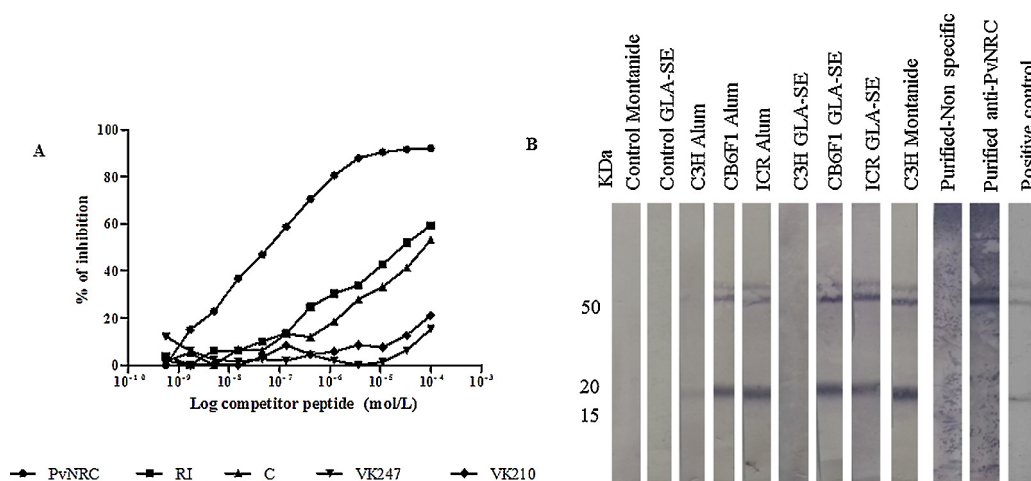 A
% of inhibition
100
80
60
40
20
0
10⁻¹⁰ 10⁻⁹ 10⁻⁸ 10⁻⁷ 10⁻⁶ 10⁻⁵ 10⁻⁴ 10⁻³
Log competitor peptide (mol/L)
PvNRC RI C VK247 VK210
B
KDa
Control Montanide
Control GLA-SE
C3H Alum
CB6F1 Alum
ICR Alum
C3H GLA-SE
CB6F1 GLA-SE
ICR GLA-SE
C3H Montanide
Purified-Non specific
Purified anti-PvNRC
Positive control
50
20
15